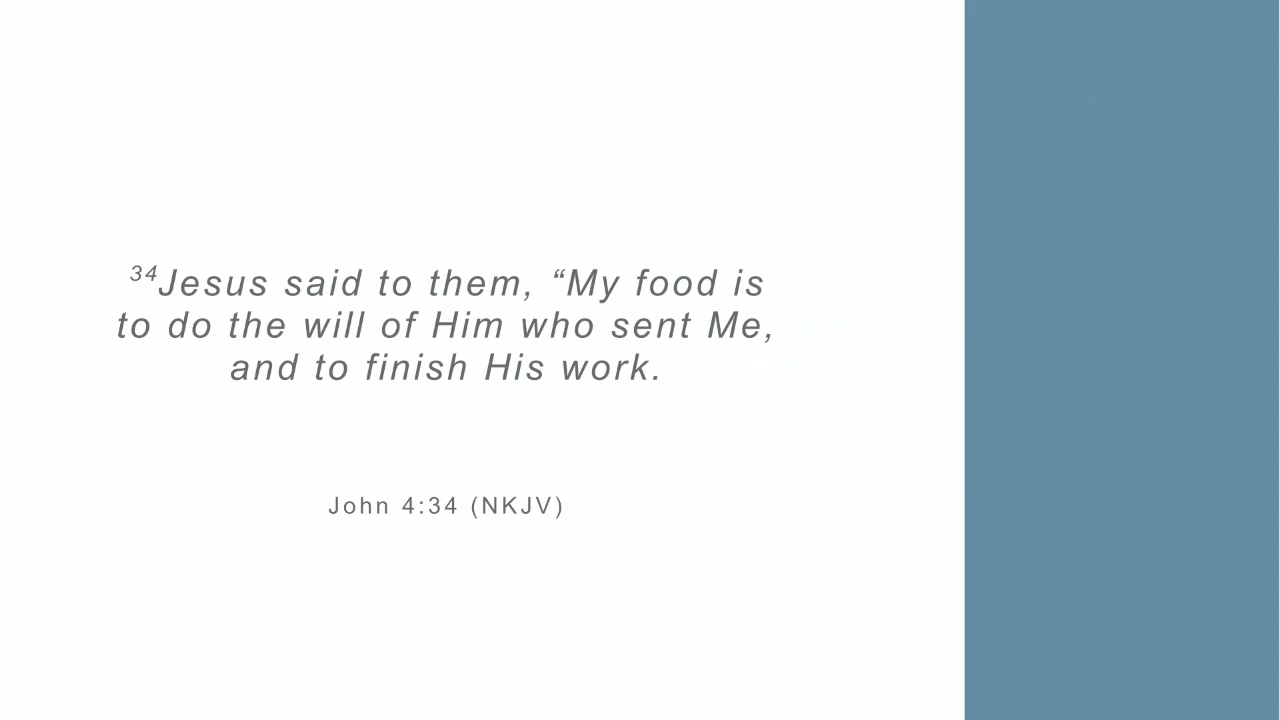 ³⁴Jesus said to them, “My food is
to do the will of Him who sent Me,
and to finish His work.
John 4:34 (NKJV)